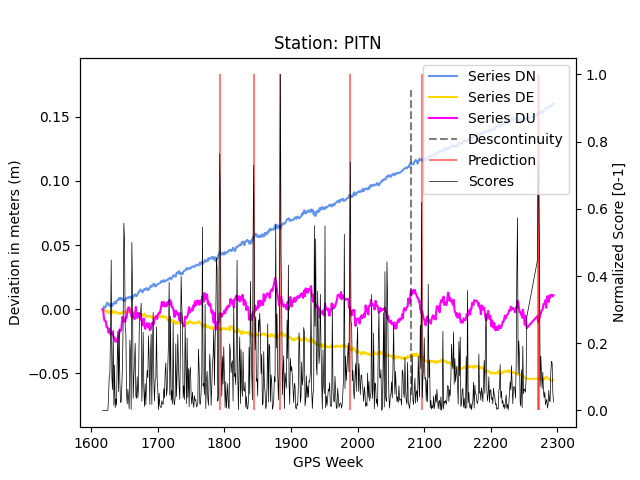 Station: PITN
Deviation in meters (m)
0.15
0.10
0.05
0.00
−0.05
1600
1700
1800
1900
2000
2100
2200
2300
GPS Week
1.0
0.8
0.6
0.4
0.2
0.0
Normalized Score [0-1]
Series DN
Series DE
Series DU
Descontinuity
Prediction
Scores